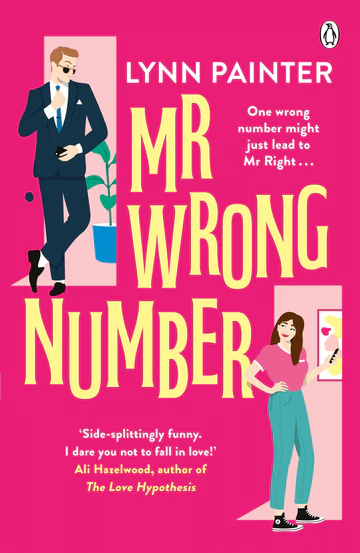 LYNN PAINTER
One wrong
number might
just lead to
Mr Right ...
MR
WRONG
NUMBER
‘Side-splittingly funny.
I dare you not to fall in love!’
Ali Hazelwood, author of
The Love Hypothesis